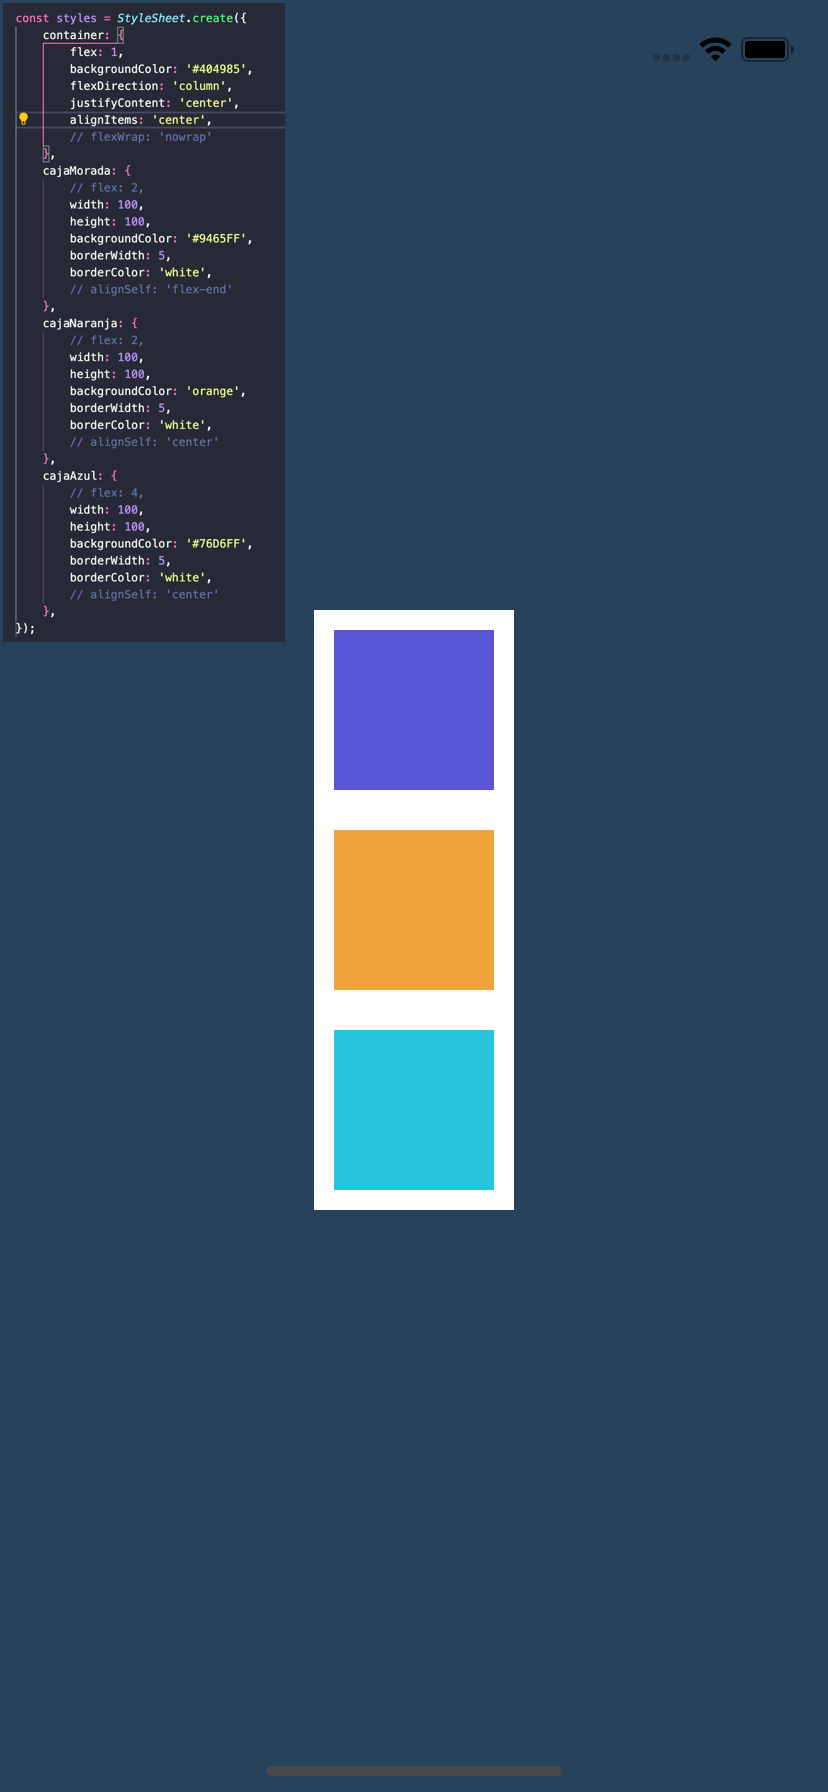 const styles = StyleSheet.create({
container: {
flex: 1,
backgroundColor: '#404985',
flexDirection: 'column',
justifyContent: 'center',
alignItems: 'center',
// flexWrap: 'nowrap'
},
cajaMorada: {
// flex: 2,
width: 100,
height: 100,
backgroundColor: '#9465FF',
borderWidth: 5,
borderColor: 'white',
// alignSelf: 'flex-end'
},
cajaNaranja: {
// flex: 2,
width: 100,
height: 100,
backgroundColor: 'orange',
borderWidth: 5,
borderColor: 'white',
// alignSelf: 'center'
},
cajaAzul: {
// flex: 4,
width: 100,
height: 100,
backgroundColor: '#76D6FF',
borderWidth: 5,
borderColor: 'white',
// alignSelf: 'center'
},
});